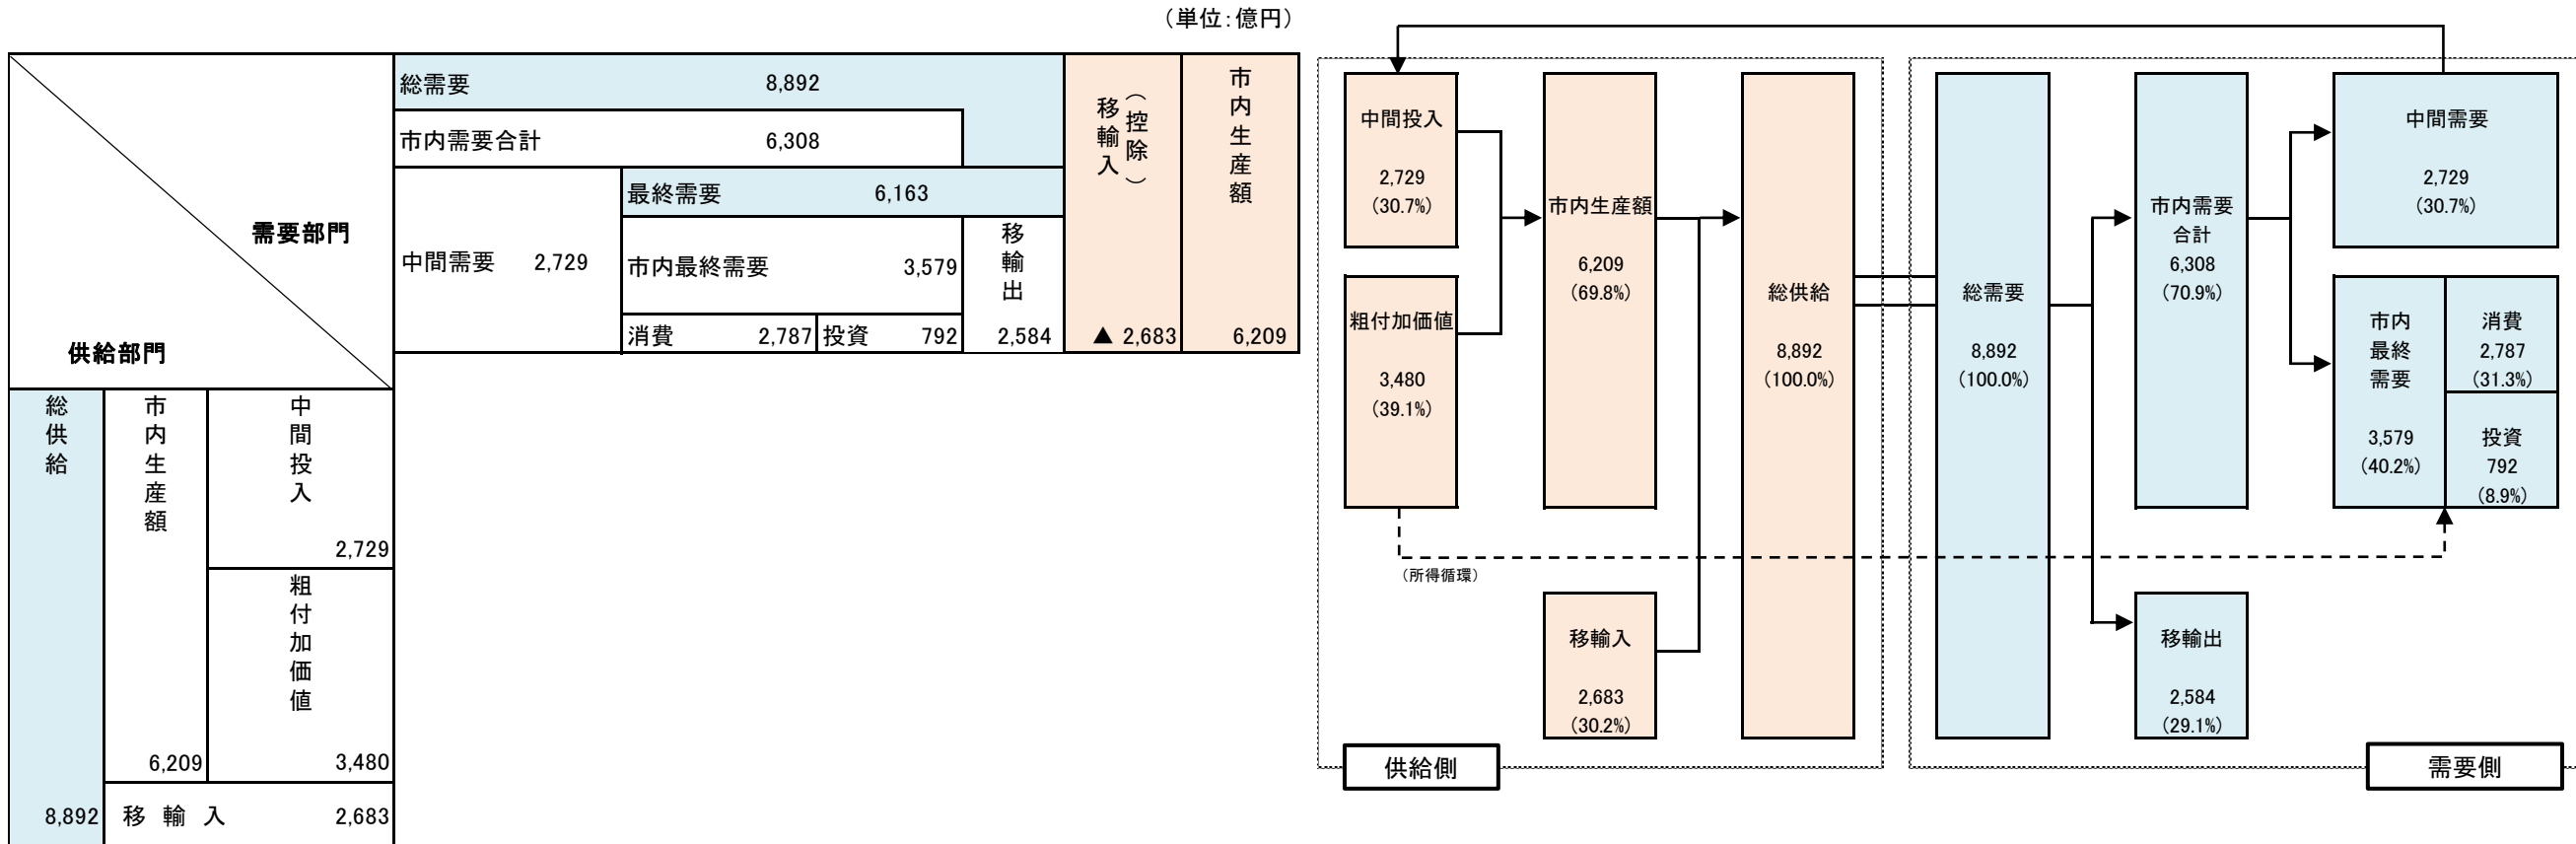 （単位：億円）
総需要 8,892
市内需要合計 6,308
最終需要 6,163
中間需要 2,729
市内最終需要 3,579
消費 2,787
投資 792
移輸出
2,584
（控除）
移輸入
▲ 2,683
市内生産額
6,209
需要部門
供給部門
総供給
8,892
市内生産額
6,209
中間投入
2,729
粗付加価値
3,480
移輸入 2,683
中間投入
2,729
（30.7%）
粗付加価値
3,480
（39.1%）
市内生産額
6,209
（69.8%）
移輸入
2,683
（30.2%）
総供給
8,892
（100.0%）
（所得循環）
供給側
総需要
8,892
（100.0%）
市内需要
合計
6,308
（70.9%）
移輸出
2,584
（29.1%）
中間需要
2,729
（30.7%）
市内
最終
需要
3,579
（40.2%）
消費
2,787
（31.3%）
投資
792
（8.9%）
需要側